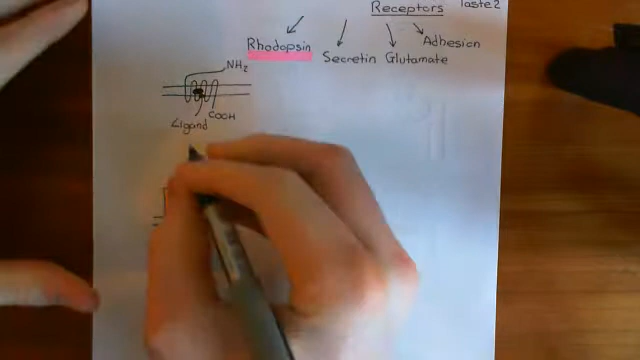 Receptors
Taste2
Rhodopsin
Secretin
Glutamate
Adhesion
NH2
COOH
Ligand